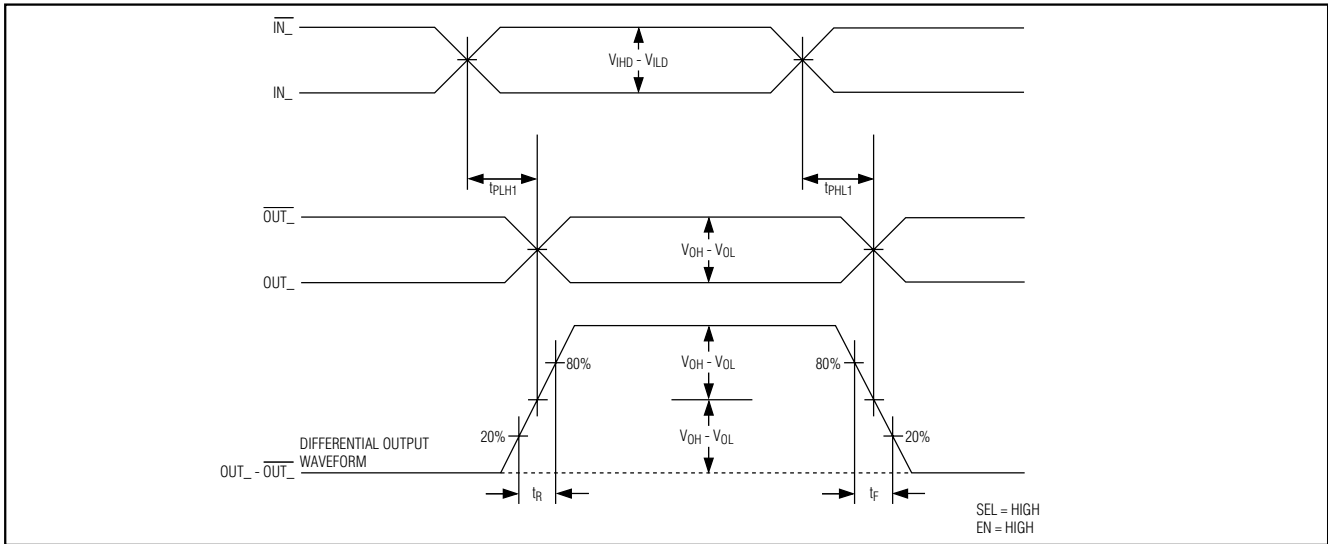 IN_
VIHD - VILD
IN_
tPLH1
tPHL1
OUT_
VOH - VOL
OUT_
80%
VOH - VOL
80%
20%
DIFFERENTIAL OUTPUT
WAVEFORM
VOH - VOL
20%
OUT_ - OUT_
tR
tF
SEL = HIGH
EN = HIGH